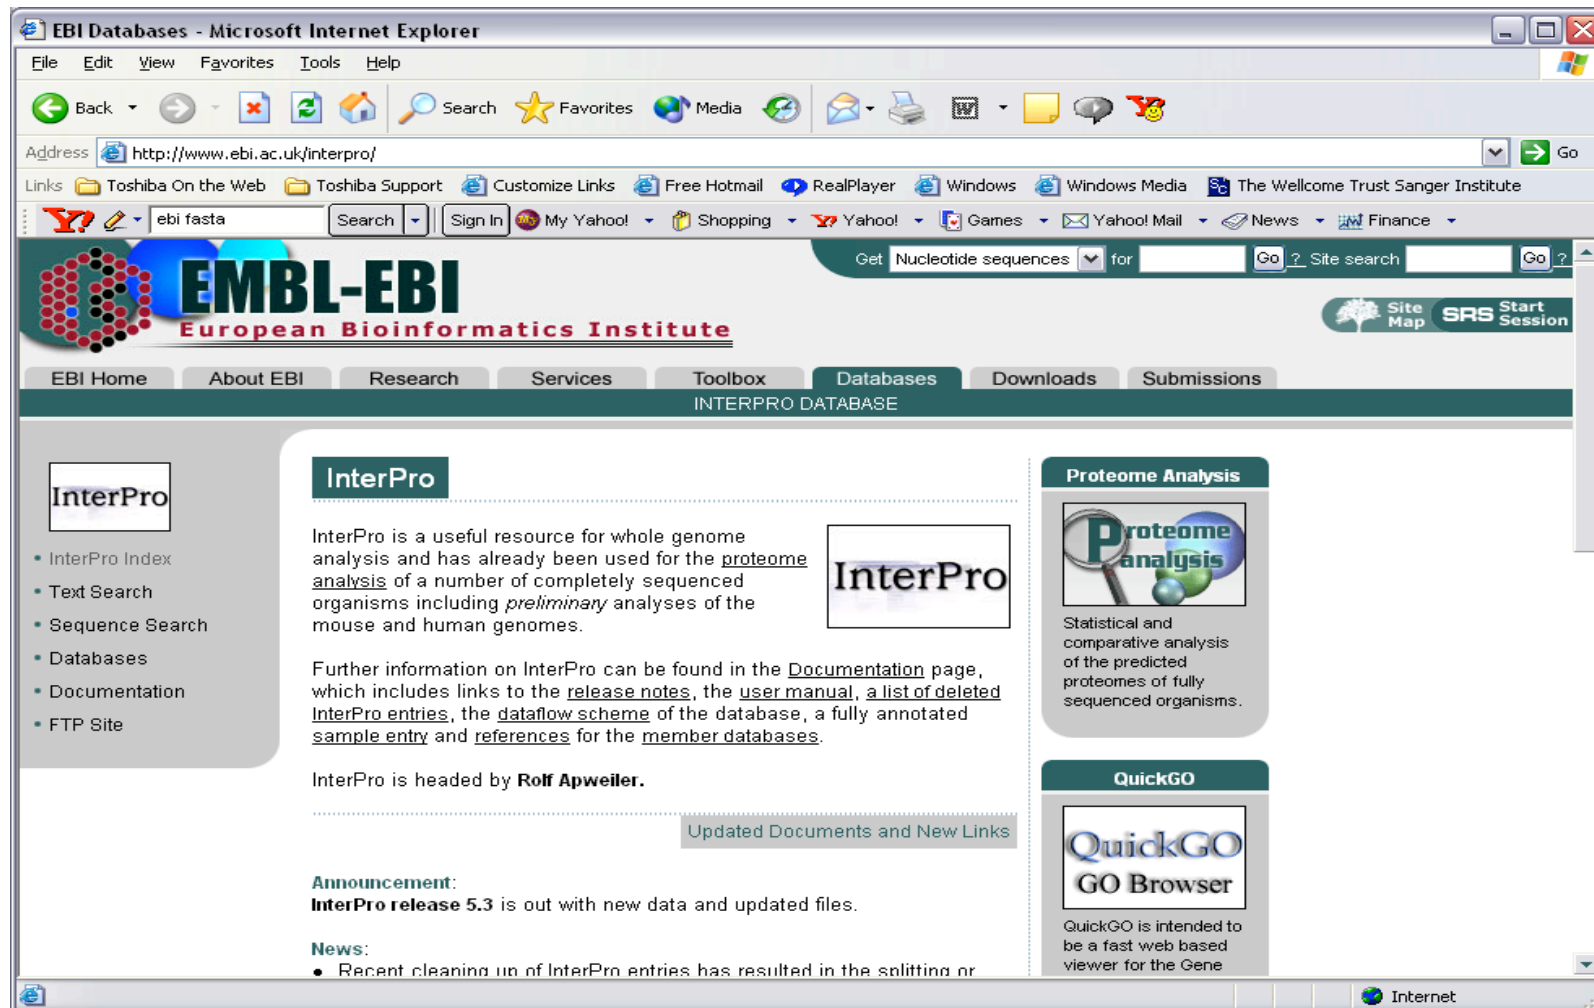 EBI Databases - Microsoft Internet Explorer
File Edit View Favorites Tools Help
Back Search Favorites Media
Address http://www.ebi.ac.uk/interpro/ Go
Links Toshiba On the Web Toshiba Support Customize Links Free Hotmail RealPlayer Windows Windows Media The Wellcome Trust Sanger Institute
Y! ebi fasta Search Sign In My Yahoo! Shopping Yahoo! Games Yahoo! Mail News Finance
Get Nucleotide sequences for Go ? Site search Go ?
EMBL-EBI
European Bioinformatics Institute
Site Map SRS Start Session
EBI Home About EBI Research Services Toolbox Databases Downloads Submissions
INTERPRO DATABASE
InterPro
• InterPro Index
• Text Search
• Sequence Search
• Databases
• Documentation
• FTP Site
InterPro
InterPro is a useful resource for whole genome
analysis and has already been used for the proteome
analysis of a number of completely sequenced
organisms including preliminary analyses of the
mouse and human genomes.
InterPro
Further information on InterPro can be found in the Documentation page,
which includes links to the release notes, the user manual, a list of deleted
InterPro entries, the dataflow scheme of the database, a fully annotated
sample entry and references for the member databases.
InterPro is headed by Rolf Apweiler.
Updated Documents and New Links
Announcement:
InterPro release 5.3 is out with new data and updated files.
News:
• Recent cleaning up of InterPro entries has resulted in the splitting or
Proteome Analysis
Proteome
analysis
Statistical and
comparative analysis
of the predicted
proteomes of fully
sequenced organisms.
QuickGO
QuickGO
GO Browser
QuickGO is intended to
be a fast web based
viewer for the Gene
Internet